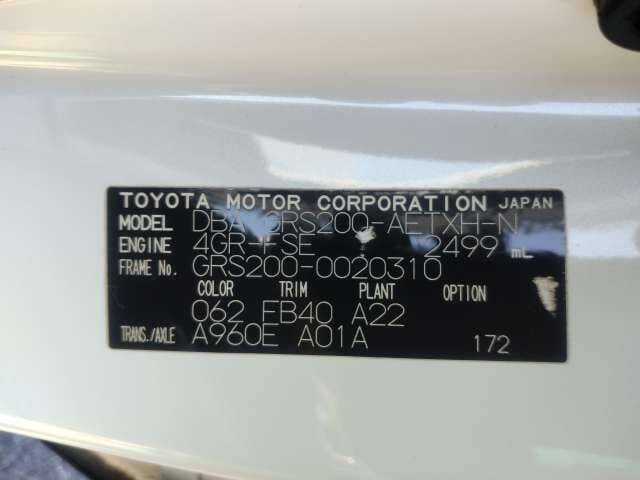 TOYOTA MOTOR CORPORATION JAPAN
MODEL DBA-GRS200-AETXH-N
ENGINE 4GR-FSE 2499 mL
FRAME No. GRS200-0020310
COLOR TRIM PLANT OPTION
062 FB40 A22
TRANS./AXLE A960E A01A 172